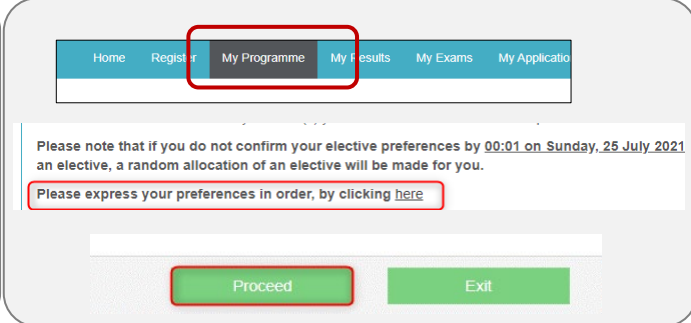 Home Register My Programme My Results My Exams My Applicatio
Please note that if you do not confirm your elective preferences by 00:01 on Sunday, 25 July 2021
an elective, a random allocation of an elective will be made for you.
Please express your preferences in order, by clicking here
Proceed Exit